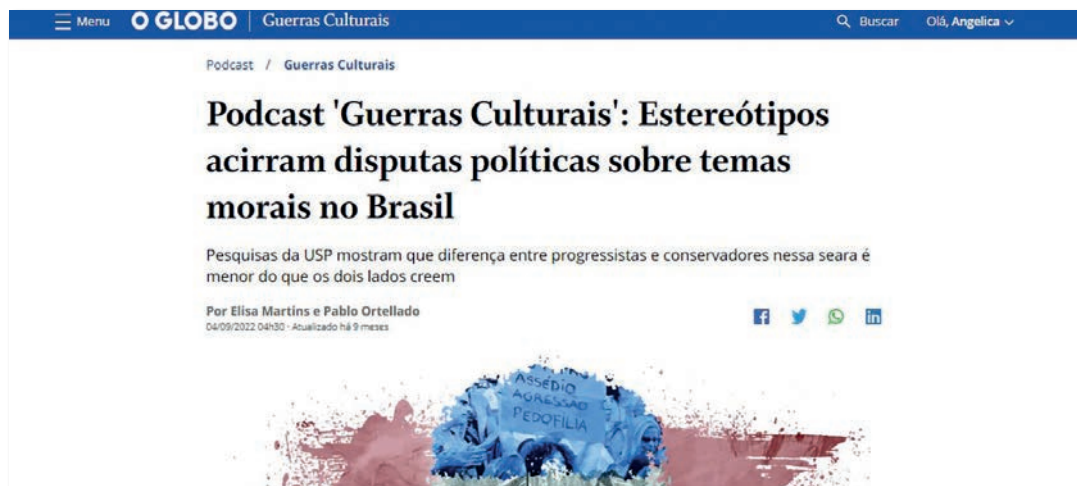 Menu O GLOBO | Guerras Culturais Buscar Olá, Angelica
Podcast / Guerras Culturais
Podcast 'Guerras Culturais': Estereótipos
acirram disputas políticas sobre temas
morais no Brasil
Pesquisas da USP mostram que diferença entre progressistas e conservadores nessa seara é
menor do que os dois lados creem
Por Elisa Martins e Pablo Ortellado
04/09/2022 04h30 · Atualizado há 9 meses
ASSÉDIO
AGRESSÃO
PEDOFILIA